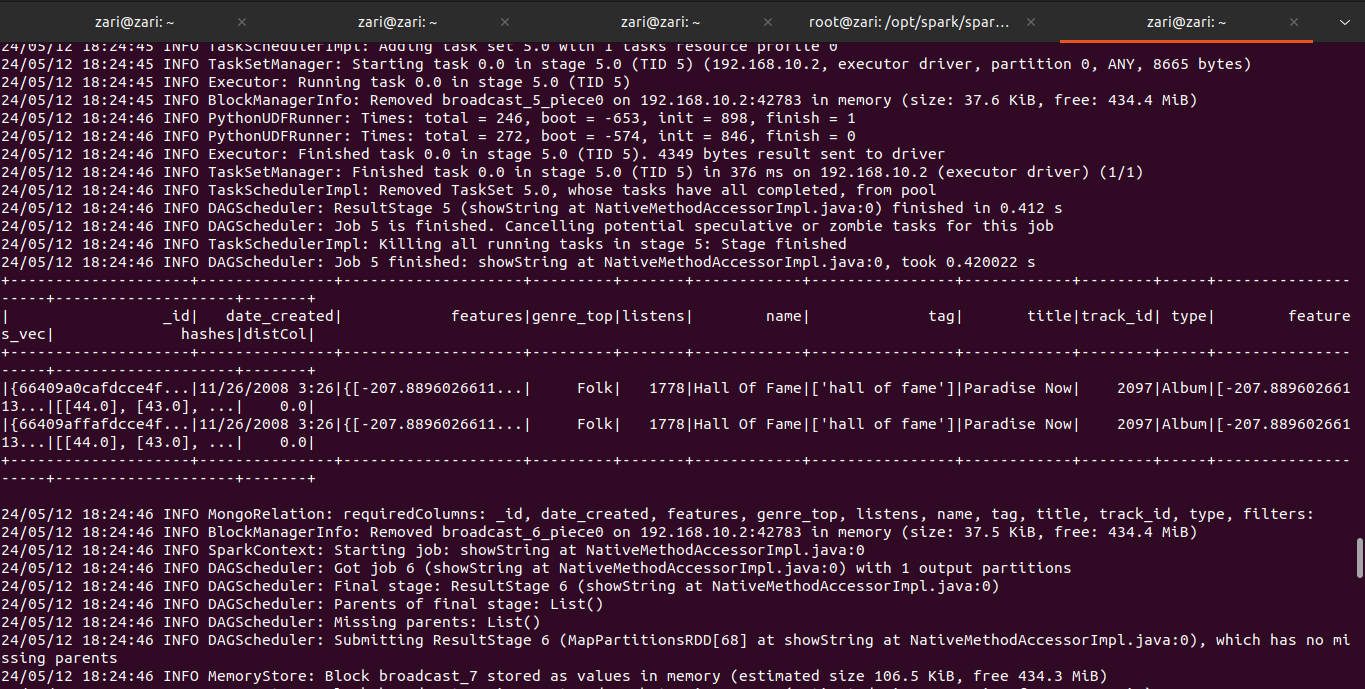 zari@zari: ~ × zari@zari: ~ × zari@zari: ~ × root@zari: /opt/spark/spar... × zari@zari: ~ ×
24/05/12 18:24:45 INFO TaskSchedulerImpl: Adding task set 5.0 with 1 tasks resource profile 0
24/05/12 18:24:45 INFO TaskSetManager: Starting task 0.0 in stage 5.0 (TID 5) (192.168.10.2, executor driver, partition 0, ANY, 8665 bytes)
24/05/12 18:24:45 INFO Executor: Running task 0.0 in stage 5.0 (TID 5)
24/05/12 18:24:45 INFO BlockManagerInfo: Removed broadcast_5_piece0 on 192.168.10.2:42783 in memory (size: 37.6 KiB, free: 434.4 MiB)
24/05/12 18:24:46 INFO PythonUDFRunner: Times: total = 246, boot = -653, init = 898, finish = 1
24/05/12 18:24:46 INFO PythonUDFRunner: Times: total = 272, boot = -574, init = 846, finish = 0
24/05/12 18:24:46 INFO Executor: Finished task 0.0 in stage 5.0 (TID 5). 4349 bytes result sent to driver
24/05/12 18:24:46 INFO TaskSetManager: Finished task 0.0 in stage 5.0 (TID 5) in 376 ms on 192.168.10.2 (executor driver) (1/1)
24/05/12 18:24:46 INFO TaskSchedulerImpl: Removed TaskSet 5.0, whose tasks have all completed, from pool
24/05/12 18:24:46 INFO DAGScheduler: ResultStage 5 (showString at NativeMethodAccessorImpl.java:0) finished in 0.412 s
24/05/12 18:24:46 INFO DAGScheduler: Job 5 is finished. Cancelling potential speculative or zombie tasks for this job
24/05/12 18:24:46 INFO TaskSchedulerImpl: Killing all running tasks in stage 5: Stage finished
24/05/12 18:24:46 INFO DAGScheduler: Job 5 finished: showString at NativeMethodAccessorImpl.java:0, took 0.420022 s
+--------------------+---------------+--------------------+---------+-------+------------+----------------+------------+--------+-----+---------------
-----+--------------------+-------+
|                 _id|   date_created|            features|genre_top|listens|        name|             tag|       title|track_id| type|        feature
s_vec|              hashes|distCol|
+--------------------+---------------+--------------------+---------+-------+------------+----------------+------------+--------+-----+---------------
-----+--------------------+-------+
|{66409a0cafdcce4f...|11/26/2008 3:26|{[-207.8896026611...|     Folk|   1778|Hall Of Fame|['hall of fame']|Paradise Now|    2097|Album|[-207.889602661
13...|[[44.0], [43.0], ...|    0.0|
|{66409affafdcce4f...|11/26/2008 3:26|{[-207.8896026611...|     Folk|   1778|Hall Of Fame|['hall of fame']|Paradise Now|    2097|Album|[-207.889602661
13...|[[44.0], [43.0], ...|    0.0|
+--------------------+---------------+--------------------+---------+-------+------------+----------------+------------+--------+-----+---------------
-----+--------------------+-------+
24/05/12 18:24:46 INFO MongoRelation: requiredColumns: _id, date_created, features, genre_top, listens, name, tag, title, track_id, type, filters:
24/05/12 18:24:46 INFO BlockManagerInfo: Removed broadcast_6_piece0 on 192.168.10.2:42783 in memory (size: 37.5 KiB, free: 434.4 MiB)
24/05/12 18:24:46 INFO SparkContext: Starting job: showString at NativeMethodAccessorImpl.java:0
24/05/12 18:24:46 INFO DAGScheduler: Got job 6 (showString at NativeMethodAccessorImpl.java:0) with 1 output partitions
24/05/12 18:24:46 INFO DAGScheduler: Final stage: ResultStage 6 (showString at NativeMethodAccessorImpl.java:0)
24/05/12 18:24:46 INFO DAGScheduler: Parents of final stage: List()
24/05/12 18:24:46 INFO DAGScheduler: Missing parents: List()
24/05/12 18:24:46 INFO DAGScheduler: Submitting ResultStage 6 (MapPartitionsRDD[68] at showString at NativeMethodAccessorImpl.java:0), which has no mi
ssing parents
24/05/12 18:24:46 INFO MemoryStore: Block broadcast_7 stored as values in memory (estimated size 106.5 KiB, free 434.3 MiB)